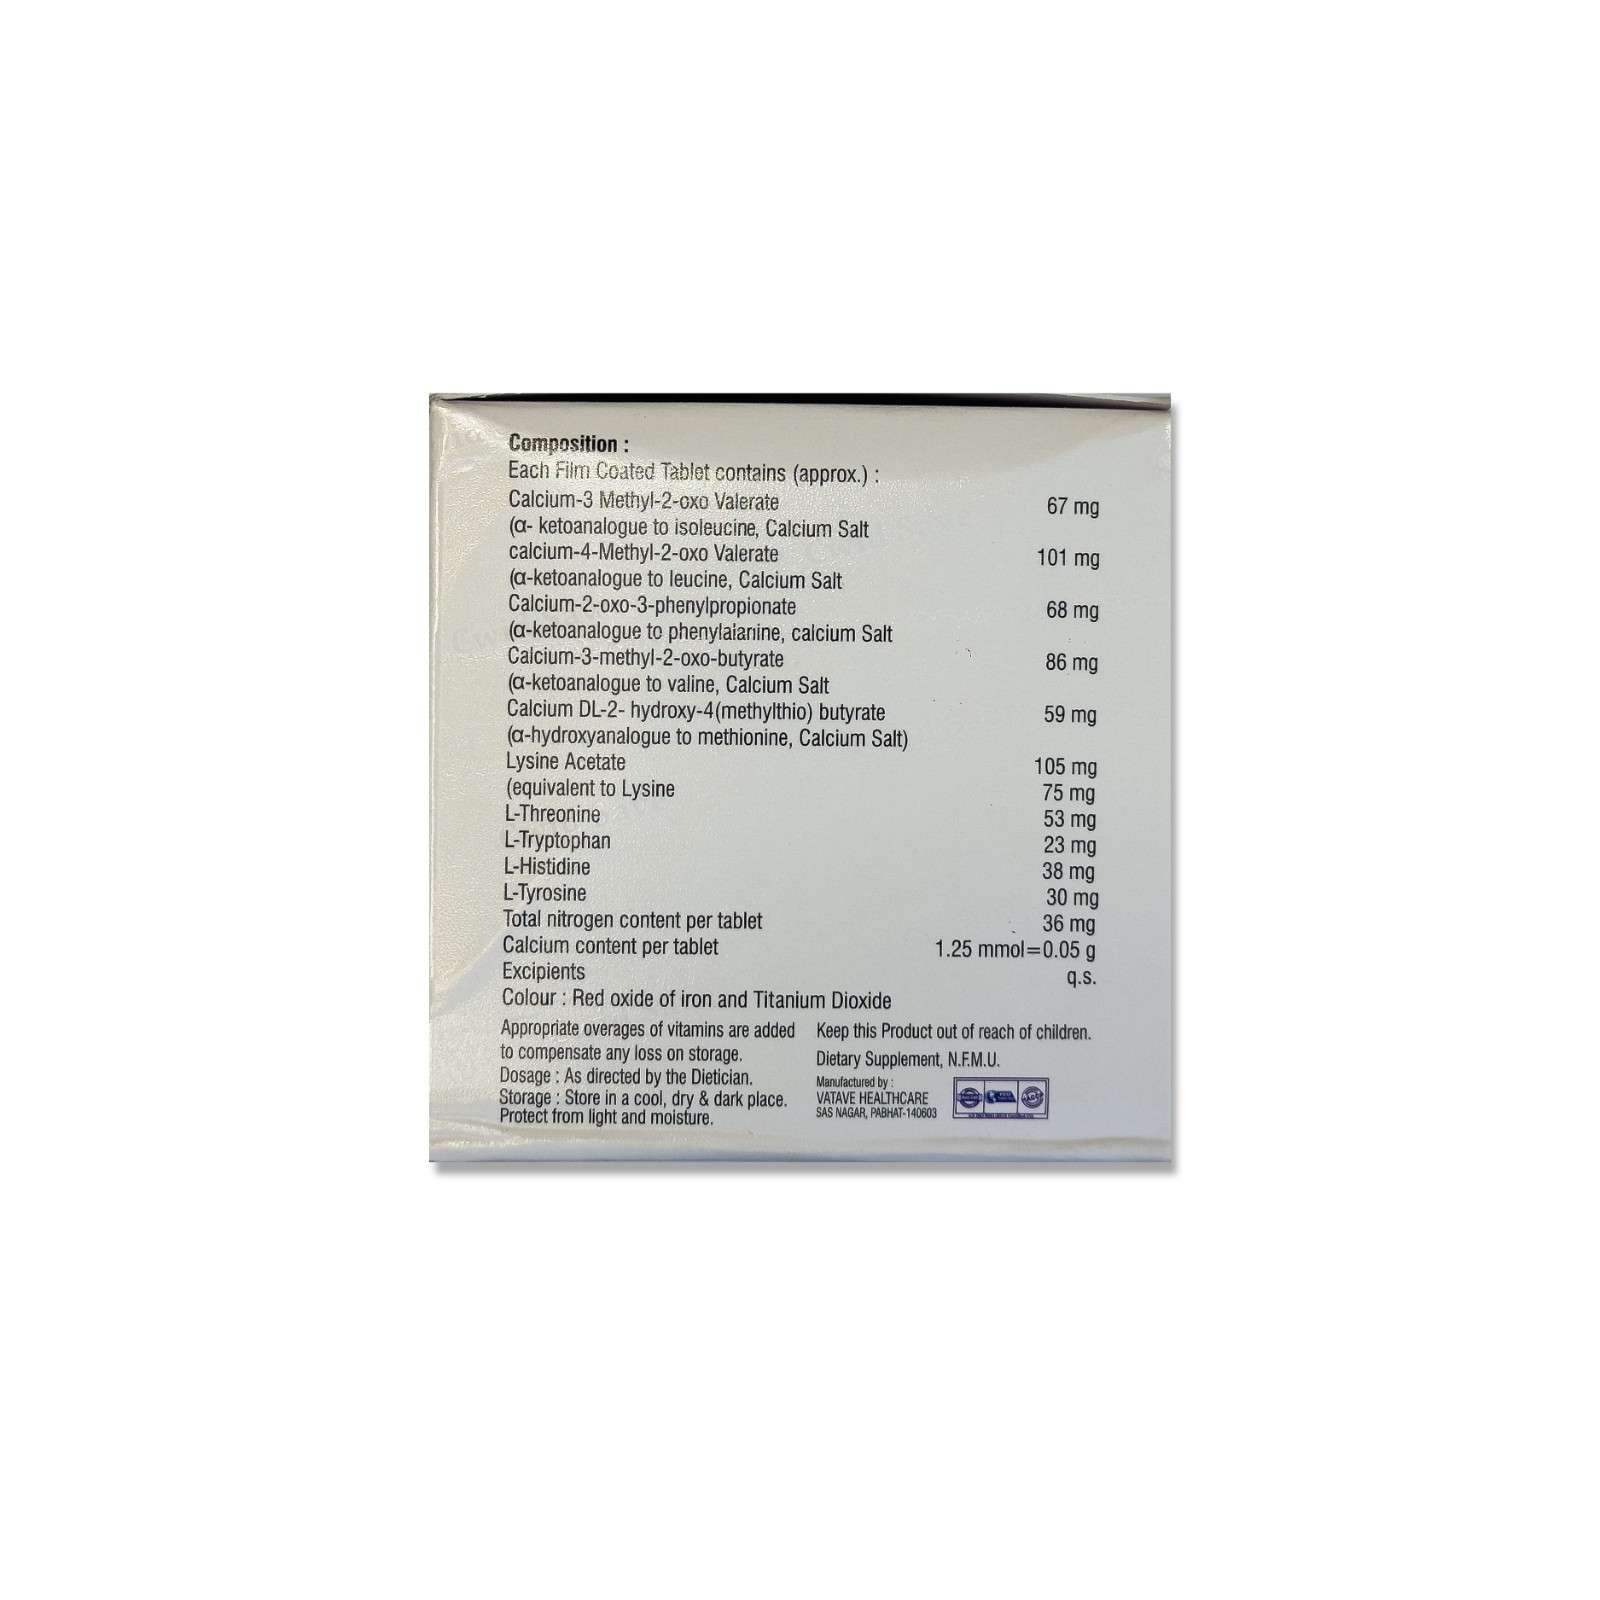 Composition :
Each Film Coated Tablet contains (approx.) :
Calcium-3 Methyl-2-oxo Valerate 67 mg
(α- ketoanalogue to isoleucine, Calcium Salt
calcium-4-Methyl-2-oxo Valerate 101 mg
(α-ketoanalogue to leucine, Calcium Salt
Calcium-2-oxo-3-phenylpropionate 68 mg
(α-ketoanalogue to phenylalanine, calcium Salt
Calcium-3-methyl-2-oxo-butyrate 86 mg
(α-ketoanalogue to valine, Calcium Salt
Calcium DL-2- hydroxy-4(methylthio) butyrate 59 mg
(α-hydroxyanalogue to methionine, Calcium Salt)
Lysine Acetate 105 mg
(equivalent to Lysine 75 mg
L-Threonine 53 mg
L-Tryptophan 23 mg
L-Histidine 38 mg
L-Tyrosine 30 mg
Total nitrogen content per tablet 36 mg
Calcium content per tablet 1.25 mmol=0.05 g
Excipients q.s.
Colour : Red oxide of iron and Titanium Dioxide
Appropriate overages of vitamins are added
to compensate any loss on storage.
Dosage : As directed by the Dietician.
Storage : Store in a cool, dry & dark place.
Protect from light and moisture.
Keep this Product out of reach of children.
Dietary Supplement, N.F.M.U.
Manufactured by :
VATAVE HEALTHCARE
SAS NAGAR, PABHAT-140603